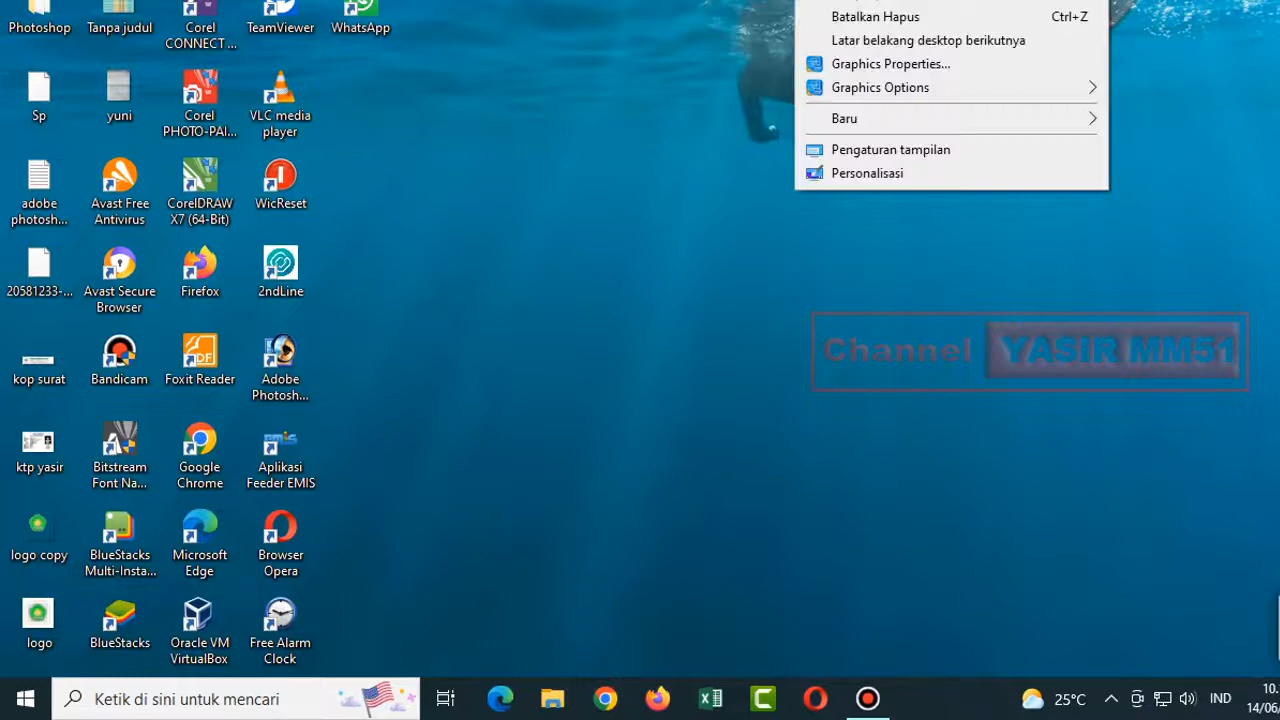 Photoshop
Tanpa judul
Corel
CONNECT ...
TeamViewer
WhatsApp
Sp
yuni
Corel
PHOTO-PAI...
VLC media
player
adobe
photosh...
Avast Free
Antivirus
CorelDRAW
X7 (64-Bit)
WicReset
20581233-...
Avast Secure
Browser
Firefox
2ndLine
kop surat
Bandicam
Foxit Reader
Adobe
Photosh...
ktp yasir
Bitstream
Font Na...
Google
Chrome
Aplikasi
Feeder EMIS
logo copy
BlueStacks
Multi-Insta...
Microsoft
Edge
Browser
Opera
logo
BlueStacks
Oracle VM
VirtualBox
Free Alarm
Clock
Batalkan Hapus Ctrl+Z
Latar belakang desktop berikutnya
Graphics Properties...
Graphics Options
Baru
Pengaturan tampilan
Personalisasi
Channel YASIR MM51
Ketik di sini untuk mencari
25°C
IND
10.
14/06/